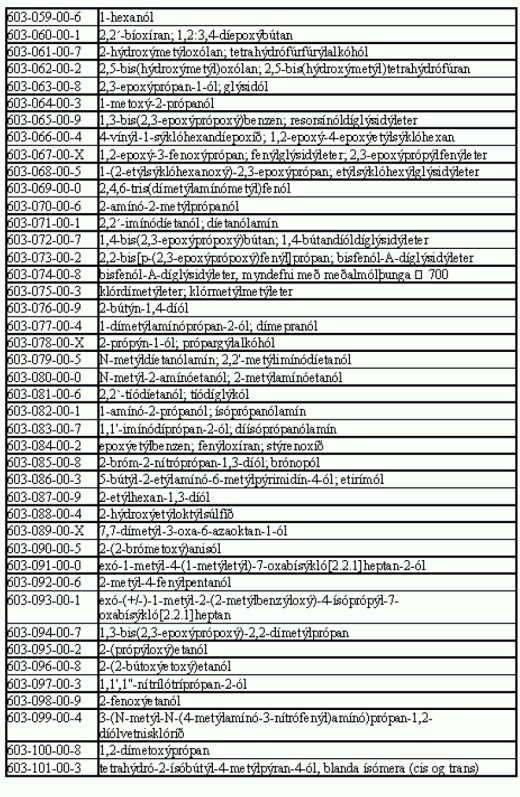 603-059-00-6 1-hexanól
603-060-00-1 2,2´-bíoxíran; 1,2:3,4-díepoxýbútan
603-061-00-7 2-hýdroxýmetýloxólan; tetrahýdrófúrfúrýlalkóhól
603-062-00-2 2,5-bis(hýdroxýmetýl)oxólan; 2,5-bis(hýdroxýmetýl)tetrahýdrófúran
603-063-00-8 2,3-epoxýprópan-1-ól; glýsidól
603-064-00-3 1-metoxý-2-própanól
603-065-00-9 1,3-bis(2,3-epoxýprópoxý)benzen; resorsínóldíglýsidýleter
603-066-00-4 4-vínýl-1-sýklóhexandíepoxíð; 1,2-epoxý-4-epoxýetýlsýklóhexan
603-067-00-X 1,2-epoxý-3-fenoxýprópan; fenýlglýsidýleter; 2,3-epoxýprópýlfenýleter
603-068-00-5 1-(2-etýlsýklóhexanoxý)-2,3-epoxýprópan; etýlsýklóhexýlglýsidýleter
603-069-00-0 2,4,6-tris(dímetýlamínómetýl)fenól
603-070-00-6 2-amínó-2-metýlprópanól
603-071-00-1 2,2´-imínódíetanól; díetanólamín
603-072-00-7 1,4-bis(2,3-epoxýprópoxý)bútan; 1,4-bútandíóldíglýsidýleter
603-073-00-2 2,2-bis[p-(2,3-epoxýprópoxý)fenýl]própan; bisfenól-A-díglýsidýleter
603-074-00-8 bisfenól-A-díglýsidýleter, myndefni með meðalmólþunga □ 700
603-075-00-3 klórdímetýleter; klórmetýlmetýleter
603-076-00-9 2-bútýn-1,4-díól
603-077-00-4 1-dímetýlamínóprópan-2-ól; dímepranól
603-078-00-X 2-própýn-1-ól; própargýlalkóhól
603-079-00-5 N-metýldíetanólamín; 2,2'-metýlimínódíetanól
603-080-00-0 N-metýl-2-amínóetanól; 2-metýlamínóetanól
603-081-00-6 2,2`-tíódíetanól; tíódíglýkól
603-082-00-1 1-amínó-2-própanól; ísóprópanólamín
603-083-00-7 1,1'-imínódíprópan-2-ól; díísóprópanólamín
603-084-00-2 epoxýetýlbenzen; fenýloxíran; stýrenoxíð
603-085-00-8 2-bróm-2-nítróprópan-1,3-díól; brónopól
603-086-00-3 5-bútýl-2-etýlamínó-6-metýlpýrimidín-4-ól; etirímól
603-087-00-9 2-etýlhexan-1,3-díól
603-088-00-4 2-hýdroxýetýloktýlsúlfíð
603-089-00-X 7,7-dímetýl-3-oxa-6-azaoktan-1-ól
603-090-00-5 2-(2-brómetoxý)anisól
603-091-00-0 exó-1-metýl-4-(1-metýletýl)-7-oxabísýkló[2.2.1]heptan-2-ól
603-092-00-6 2-metýl-4-fenýlpentanól
603-093-00-1 exó-(+/-)-1-metýl-2-(2-metýlbenzýloxý)-4-ísóprópýl-7-
oxabísýkló[2.2.1]heptan
603-094-00-7 1,3-bis(2,3-epoxýprópoxý)-2,2-dímetýlprópan
603-095-00-2 2-(própýloxý)etanól
603-096-00-8 2-(2-bútoxýetoxý)etanól
603-097-00-3 1,1',1"-nítrílótríprópan-2-ól
603-098-00-9 2-fenoxýetanól
603-099-00-4 3-(N-metýl-N-(4-metýlamínó-3-nítrófenýl)amínó)própan-1,2-
díólvetnisklóríð
603-100-00-8 1,2-dímetoxýprópan
603-101-00-3 tetrahýdró-2-ísóbútýl-4-metýlpýran-4-ól, blanda ísómera (cis og trans)